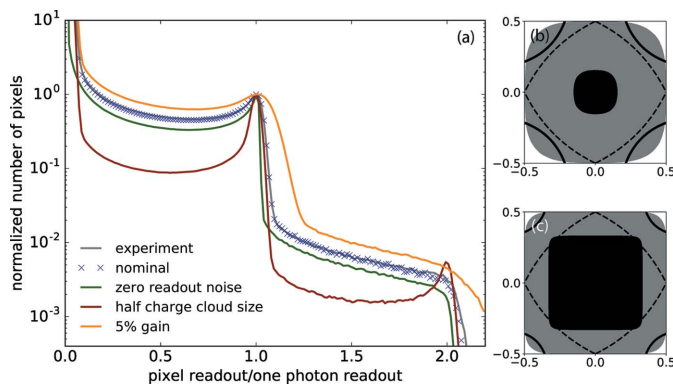 normalized number of pixels
10^1
10^0
10^-1
10^-2
10^-3
(a)
experiment
nominal
zero readout noise
half charge cloud size
5% gain
0.0 0.5 1.0 1.5 2.0
pixel readout/one photon readout
(b)
0.5
0.0
−0.5
−0.5 0.0 0.5
(c)
0.5
0.0
−0.5
−0.5 0.0 0.5